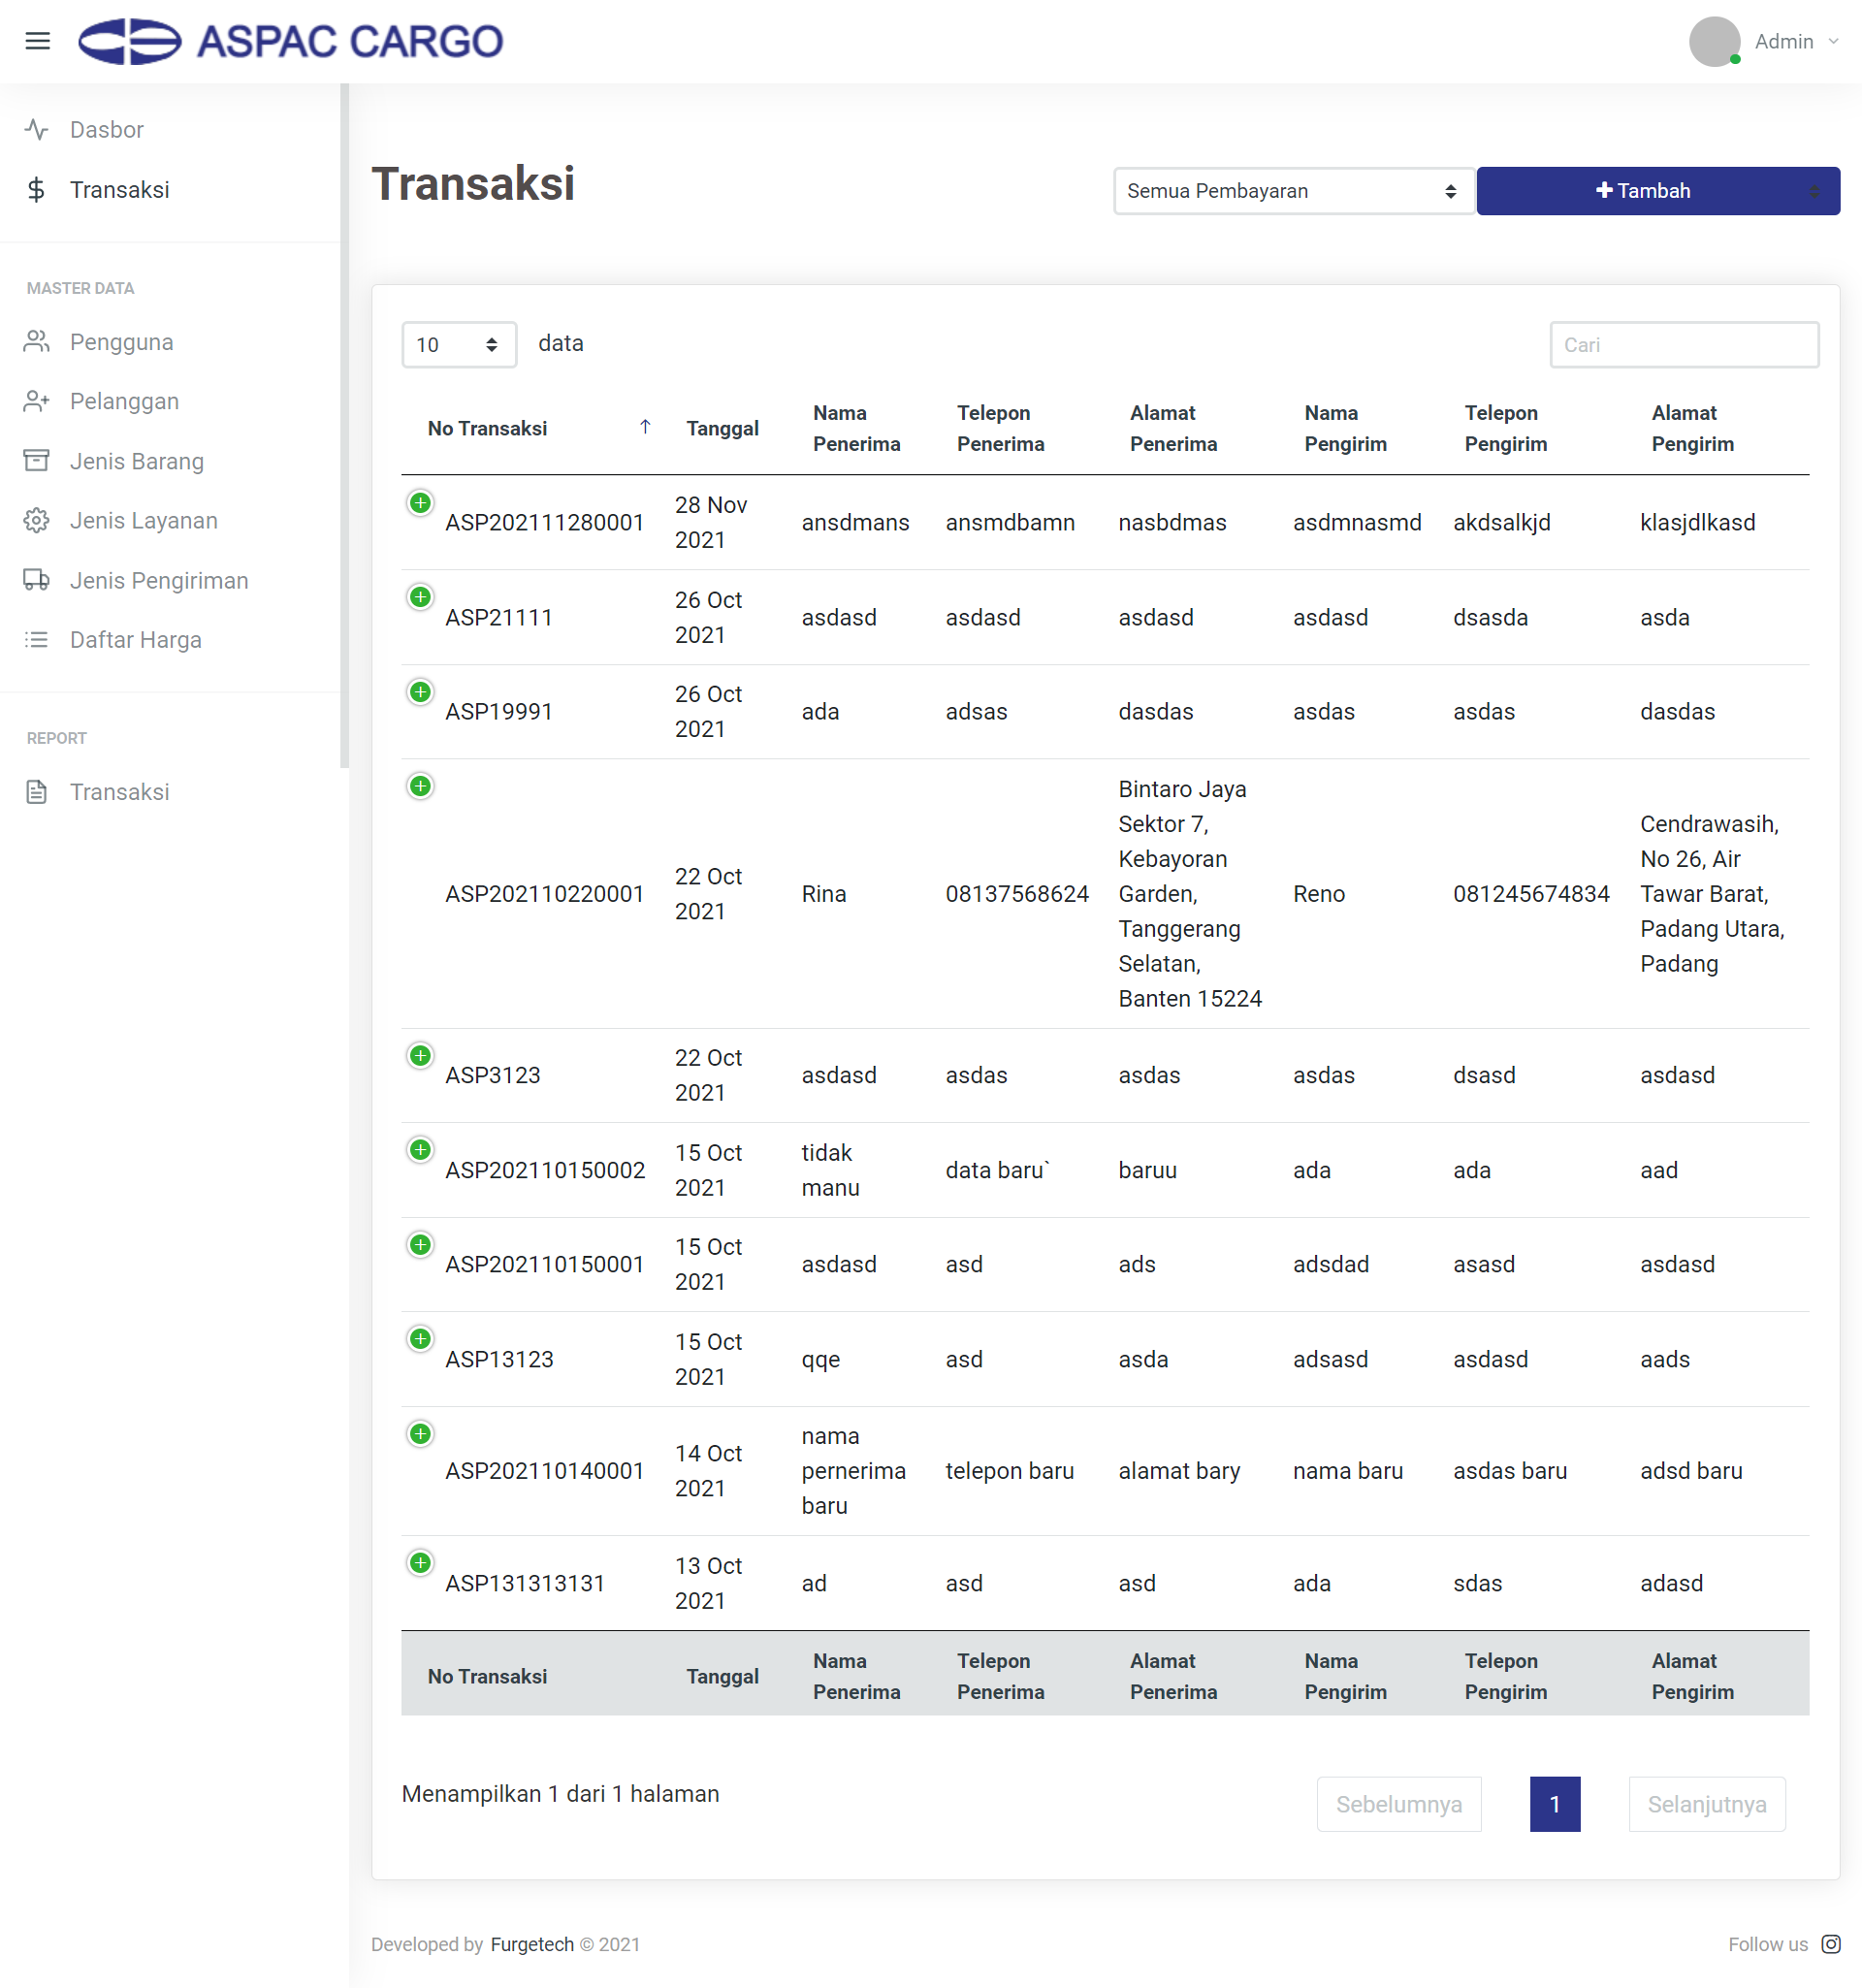 ASPAC CARGO
Admin
Dasbor
Transaksi
MASTER DATA
Pengguna
Pelanggan
Jenis Barang
Jenis Layanan
Jenis Pengiriman
Daftar Harga
REPORT
Transaksi
Transaksi
Semua Pembayaran
Tambah
10 data
Cari
No Transaksi Tanggal Nama Penerima Telepon Penerima Alamat Penerima Nama Pengirim Telepon Pengirim Alamat Pengirim
ASP202111280001 28 Nov 2021 ansdmans ansmdbamn nasbdmas asdmnasmd akdsalkjd klasjdlkasd
ASP21111 26 Oct 2021 asdasd asdasd asdasd asdasd dsasda asda
ASP19991 26 Oct 2021 ada adsas dasdas asdas asdas dasdas
ASP202110220001 22 Oct 2021 Rina 08137568624 Bintaro Jaya Sektor 7, Kebayoran Garden, Tanggerang Selatan, Banten 15224 Reno 081245674834 Cendrawasih, No 26, Air Tawar Barat, Padang Utara, Padang
ASP3123 22 Oct 2021 asdasd asdas asdas asdas dsasd asdasd
ASP202110150002 15 Oct 2021 tidak manu data baru` baruu ada ada aad
ASP202110150001 15 Oct 2021 asdasd asd ads adsdad asasd asdasd
ASP13123 15 Oct 2021 qqe asd asda adsasd asdasd aads
ASP202110140001 14 Oct 2021 nama pernerima baru telepon baru alamat bary nama baru asdas baru adsd baru
ASP131313131 13 Oct 2021 ad asd asd ada sdas adasd
No Transaksi Tanggal Nama Penerima Telepon Penerima Alamat Penerima Nama Pengirim Telepon Pengirim Alamat Pengirim
Menampilkan 1 dari 1 halaman
Sebelumnya 1 Selanjutnya
Developed by Furgetech © 2021
Follow us